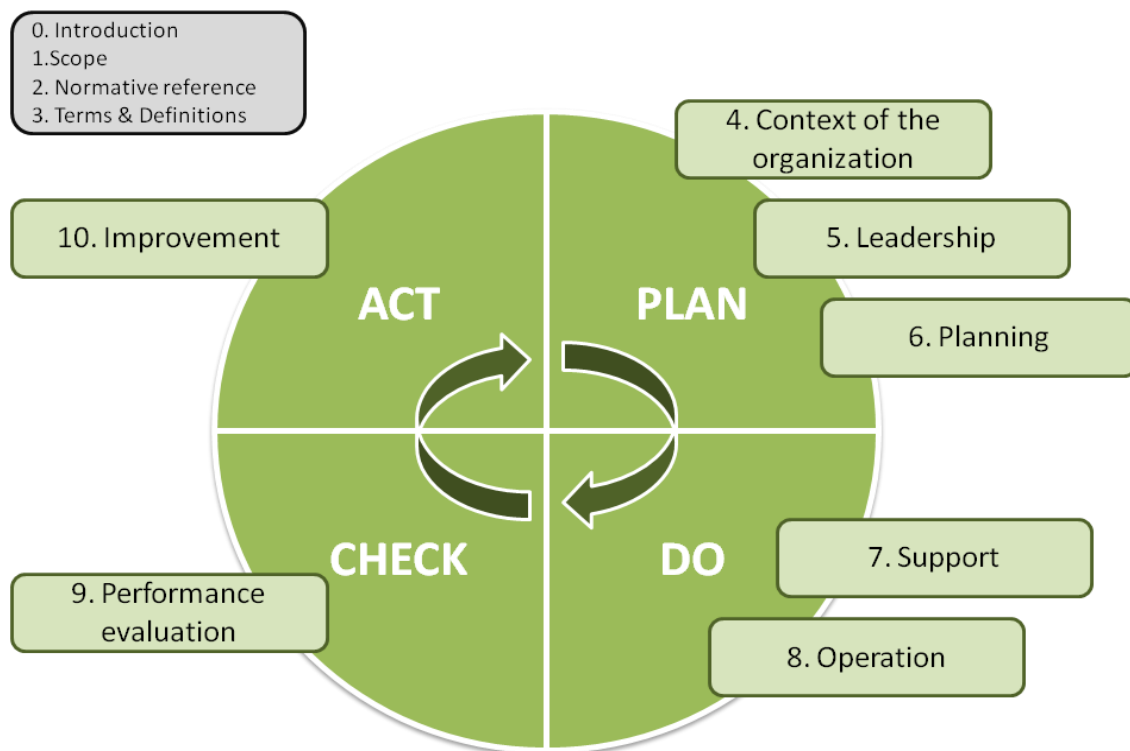 0. Introduction
1.Scope
2. Normative reference
3. Terms & Definitions
4. Context of the
organization
5. Leadership
6. Planning
7. Support
8. Operation
9. Performance
evaluation
10. Improvement
ACT
PLAN
CHECK
DO